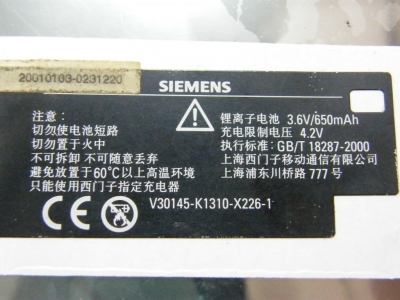 20010103-0231220
SIEMENS
注意：
切勿使电池短路
切勿置于火中
不可拆卸 不可随意丢弃
避免放置于60°C以上高温环境
只能使用西门子指定充电器
锂离子电池 3.6V/650mAh
充电限制电压 4.2V
执行标准: GB/T 18287-2000
上海西门子移动通信有限公司
上海浦东川桥路 777 号
CE
V30145-K1310-X226-1